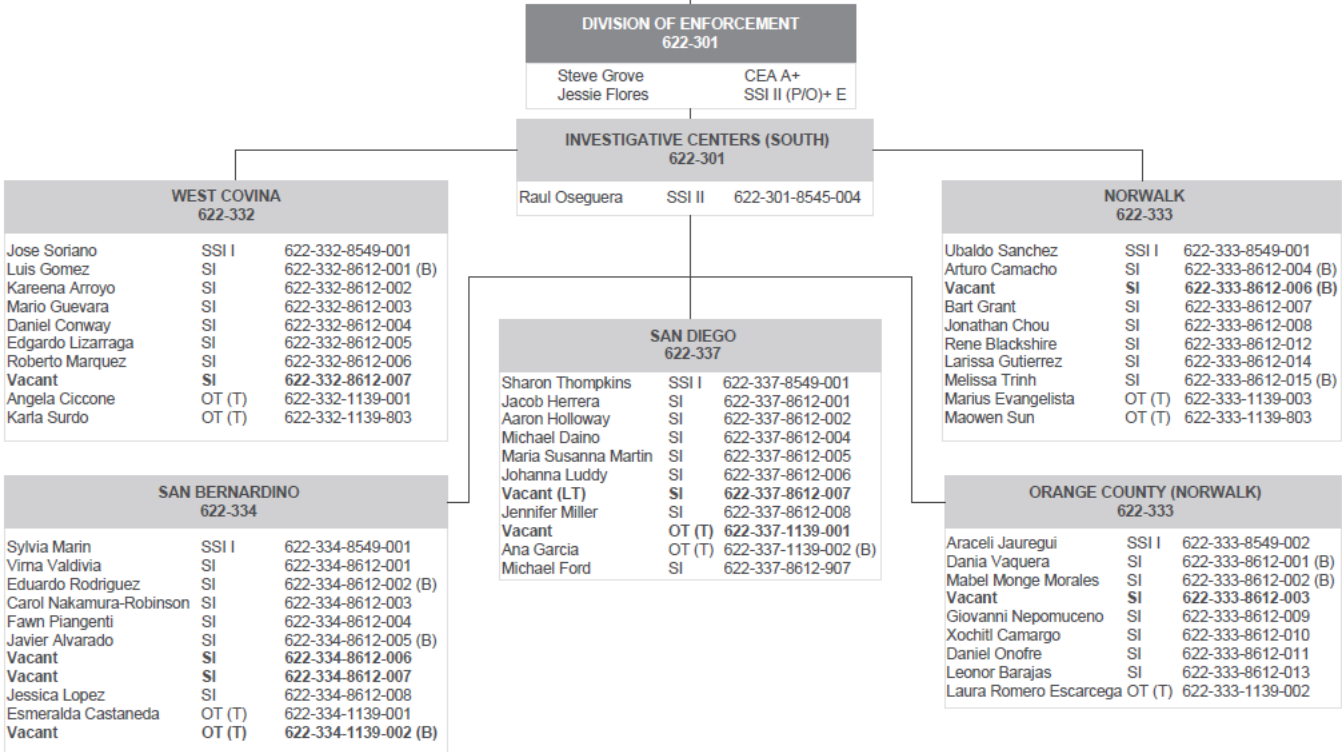 DIVISION OF ENFORCEMENT
622-301
Steve Grove CEA A+
Jessie Flores SSI II (P/O)+ E
INVESTIGATIVE CENTERS (SOUTH)
622-301
Raul Oseguera SSI II 622-301-8545-004
WEST COVINA
622-332
Jose Soriano SSI I 622-332-8549-001
Luis Gomez SI 622-332-8612-001 (B)
Kareena Arroyo SI 622-332-8612-002
Mario Guevara SI 622-332-8612-003
Daniel Conway SI 622-332-8612-004
Edgardo Lizarraga SI 622-332-8612-005
Roberto Marquez SI 622-332-8612-006
Vacant SI 622-332-8612-007
Angela Ciccone OT (T) 622-332-1139-001
Karla Surdo OT (T) 622-332-1139-803
NORWALK
622-333
Ubaldo Sanchez SSI I 622-333-8549-001
Arturo Camacho SI 622-333-8612-004 (B)
Vacant SI 622-333-8612-006 (B)
Bart Grant SI 622-333-8612-007
Jonathan Chou SI 622-333-8612-008
Rene Blackshire SI 622-333-8612-012
Larissa Gutierrez SI 622-333-8612-014
Melissa Trinh SI 622-333-8612-015 (B)
Marius Evangelista OT (T) 622-333-1139-003
Maowen Sun OT (T) 622-333-1139-803
SAN DIEGO
622-337
Sharon Thompkins SSI I 622-337-8549-001
Jacob Herrera SI 622-337-8612-001
Aaron Holloway SI 622-337-8612-002
Michael Daino SI 622-337-8612-004
Maria Susanna Martin SI 622-337-8612-005
Johanna Luddy SI 622-337-8612-006
Vacant (LT) SI 622-337-8612-007
Jennifer Miller SI 622-337-8612-008
Vacant OT (T) 622-337-1139-001
Ana Garcia OT (T) 622-337-1139-002 (B)
Michael Ford SI 622-337-8612-907
SAN BERNARDINO
622-334
Sylvia Marin SSI I 622-334-8549-001
Virna Valdivia SI 622-334-8612-001
Eduardo Rodriguez SI 622-334-8612-002 (B)
Carol Nakamura-Robinson SI 622-334-8612-003
Fawn Piangenti SI 622-334-8612-004
Javier Alvarado SI 622-334-8612-005 (B)
Vacant SI 622-334-8612-006
Vacant SI 622-334-8612-007
Jessica Lopez SI 622-334-8612-008
Esmeralda Castaneda OT (T) 622-334-1139-001
Vacant OT (T) 622-334-1139-002 (B)
ORANGE COUNTY (NORWALK)
622-333
Araceli Jauregui SSI I 622-333-8549-002
Dania Vaquera SI 622-333-8612-001 (B)
Mabel Monge Morales SI 622-333-8612-002 (B)
Vacant SI 622-333-8612-003
Giovanni Nepomuceno SI 622-333-8612-009
Xochitl Camargo SI 622-333-8612-010
Daniel Onofre SI 622-333-8612-011
Leonor Barajas SI 622-333-8612-013
Laura Romero Escarcega OT (T) 622-333-1139-002